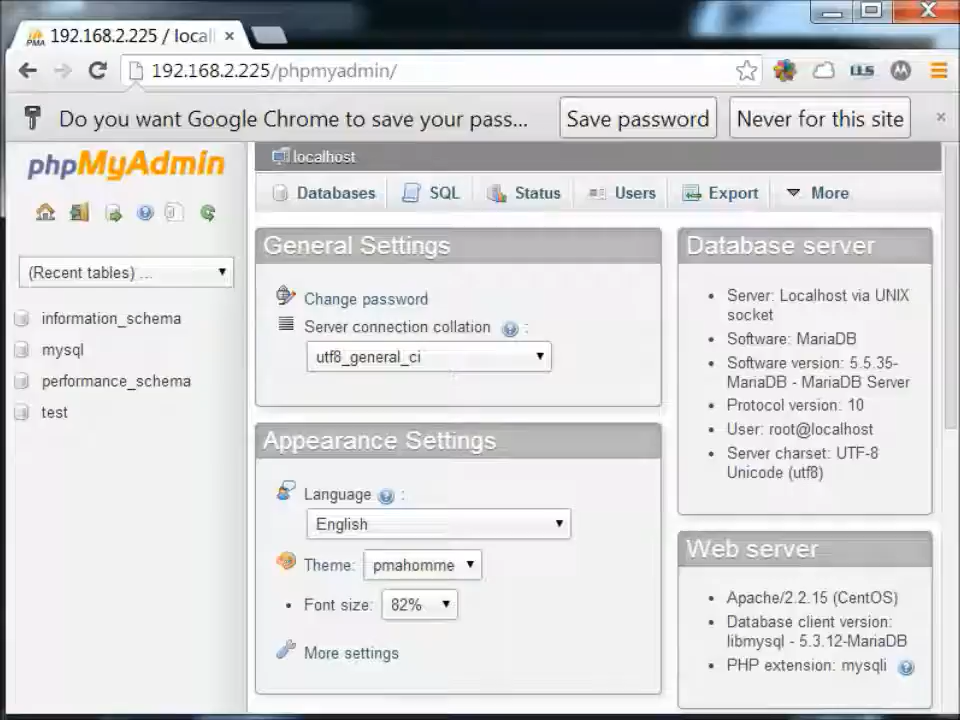 192.168.2.225 / local
192.168.2.225/phpmyadmin/
Do you want Google Chrome to save your pass...
Save password
Never for this site
phpMyAdmin
(Recent tables) ...
information_schema
mysql
performance_schema
test
localhost
Databases
SQL
Status
Users
Export
More
General Settings
Change password
Server connection collation :
utf8_general_ci
Appearance Settings
Language :
English
Theme: pmahomme
Font size: 82%
More settings
Database server
Server: Localhost via UNIX
socket
Software: MariaDB
Software version: 5.5.35-
MariaDB - MariaDB Server
Protocol version: 10
User: root@localhost
Server charset: UTF-8
Unicode (utf8)
Web server
Apache/2.2.15 (CentOS)
Database client version:
libmysql - 5.3.12-MariaDB
PHP extension: mysqli